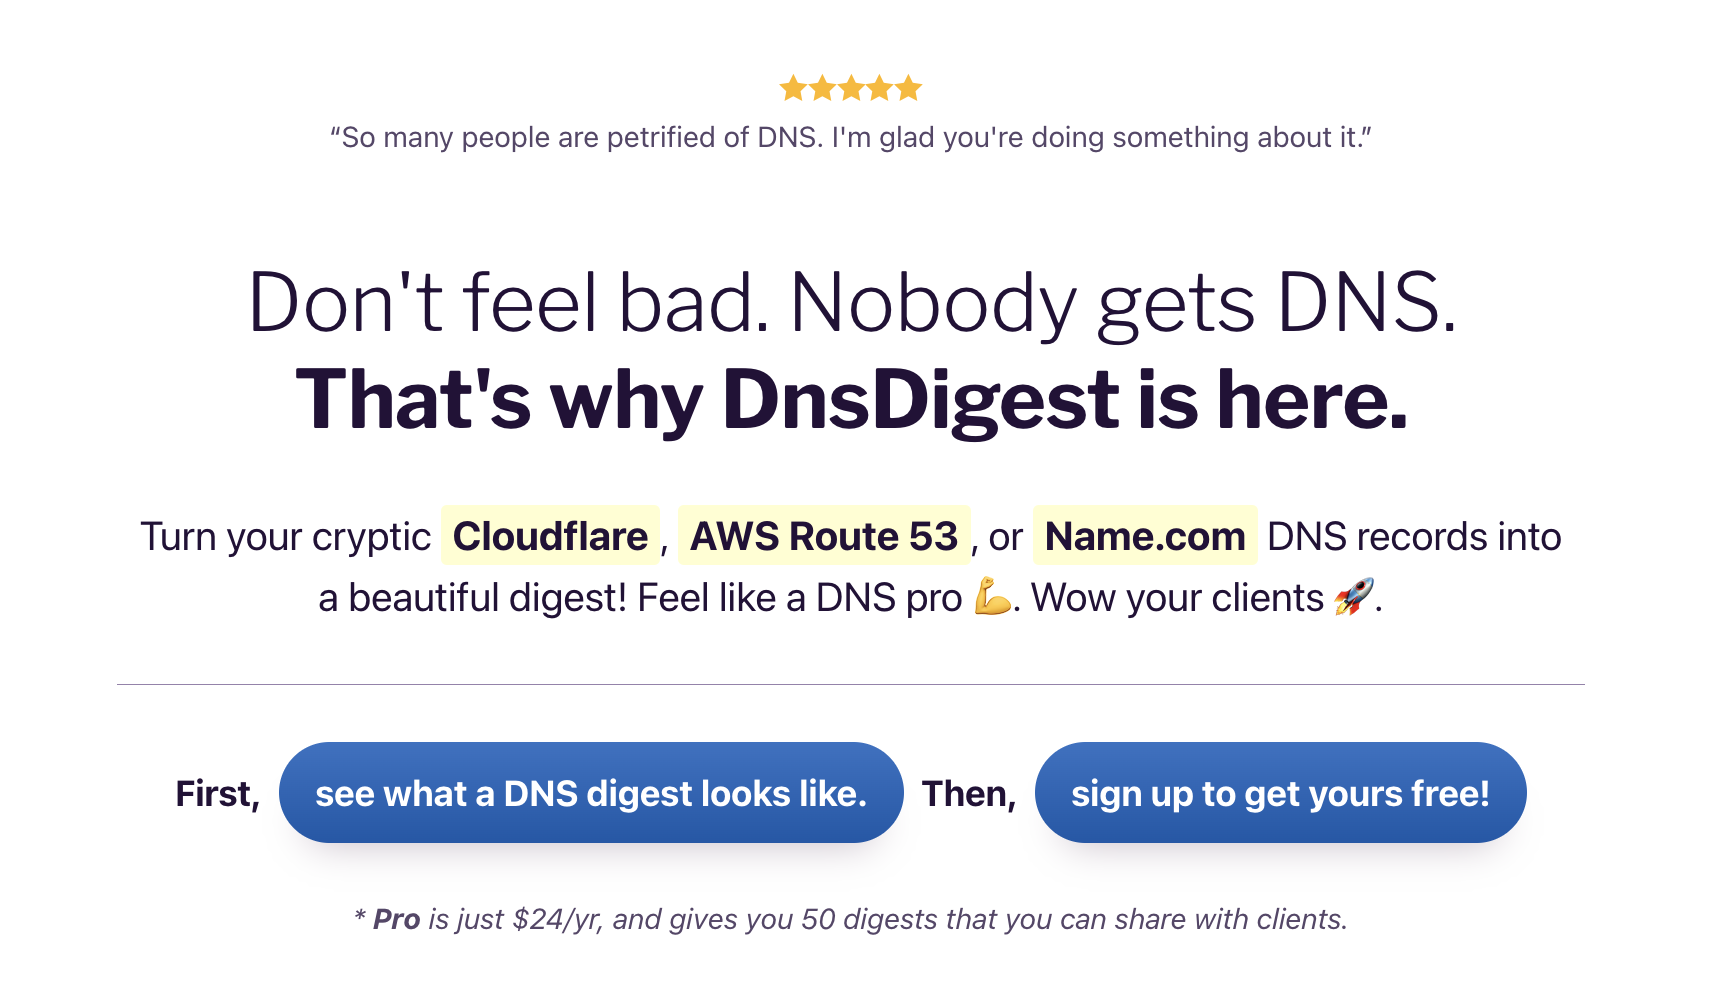 “So many people are petrified of DNS. I'm glad you're doing something about it.”
Don't feel bad. Nobody gets DNS.
That's why DnsDigest is here.
Turn your cryptic Cloudflare, AWS Route 53, or Name.com DNS records into
a beautiful digest! Feel like a DNS pro 💪. Wow your clients 🚀.
First, see what a DNS digest looks like. Then, sign up to get yours free!
* Pro is just $24/yr, and gives you 50 digests that you can share with clients.